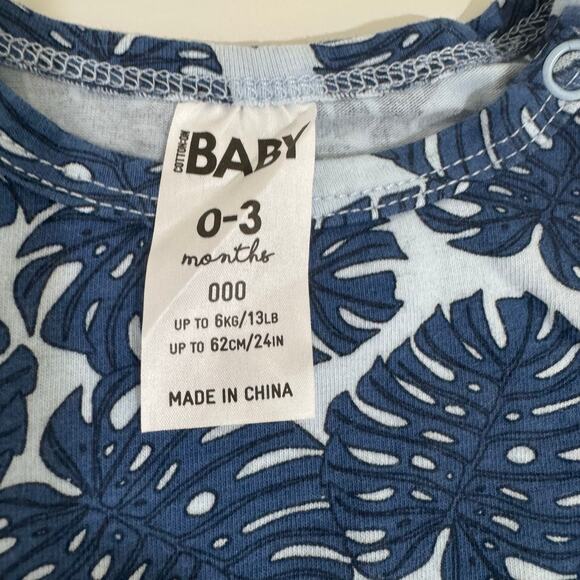 COTTON:ON
BABY
0-3
months
000
UP TO 6KG/13LB
UP TO 62CM/24IN
MADE IN CHINA